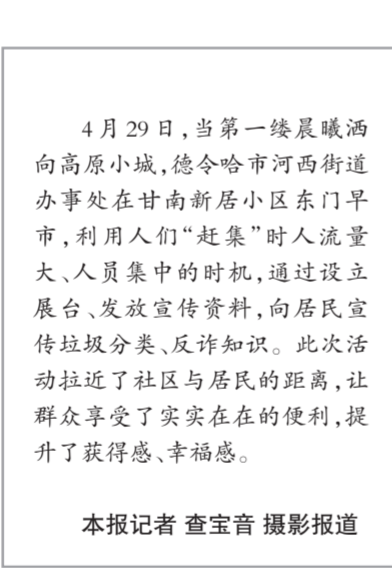 4月29日,当第一缕晨曦洒
向高原小城,德令哈市河西街道
办事处在甘南新居小区东门早
市,利用人们“赶集”时人流量
大、人员集中的时机,通过设立
展台、发放宣传资料,向居民宣
传垃圾分类、反诈知识。此次活
动拉近了社区与居民的距离,让
群众享受了实实在在的便利,提
升了获得感、幸福感。
本报记者 查宝音 摄影报道